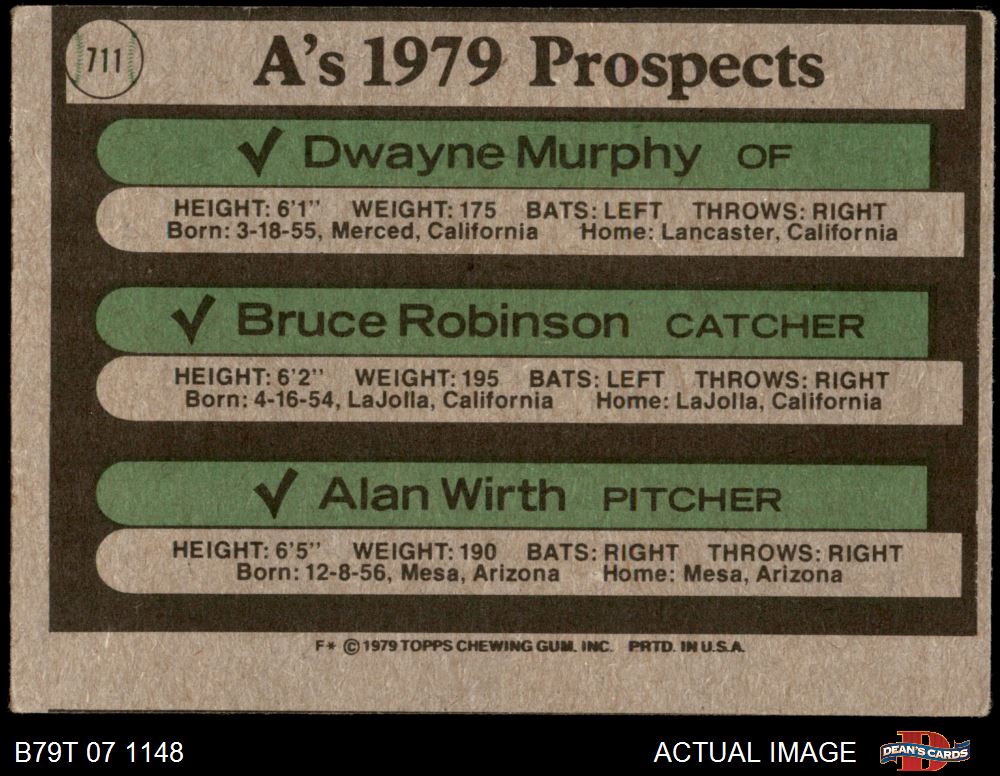 711
A's 1979 Prospects
✓ Dwayne Murphy OF
HEIGHT: 6'1" WEIGHT: 175 BATS: LEFT THROWS: RIGHT
Born: 3-18-55, Merced, California Home: Lancaster, California
✓ Bruce Robinson CATCHER
HEIGHT: 6'2" WEIGHT: 195 BATS: LEFT THROWS: RIGHT
Born: 4-16-54, LaJolla, California Home: LaJolla, California
✓ Alan Wirth PITCHER
HEIGHT: 6'5" WEIGHT: 190 BATS: RIGHT THROWS: RIGHT
Born: 12-8-56, Mesa, Arizona Home: Mesa, Arizona
F* © 1979 TOPPS CHEWING GUM. INC. PRTD. IN U.S.A.
B79T 07 1148 ACTUAL IMAGE
D
DEAN'S CARDS